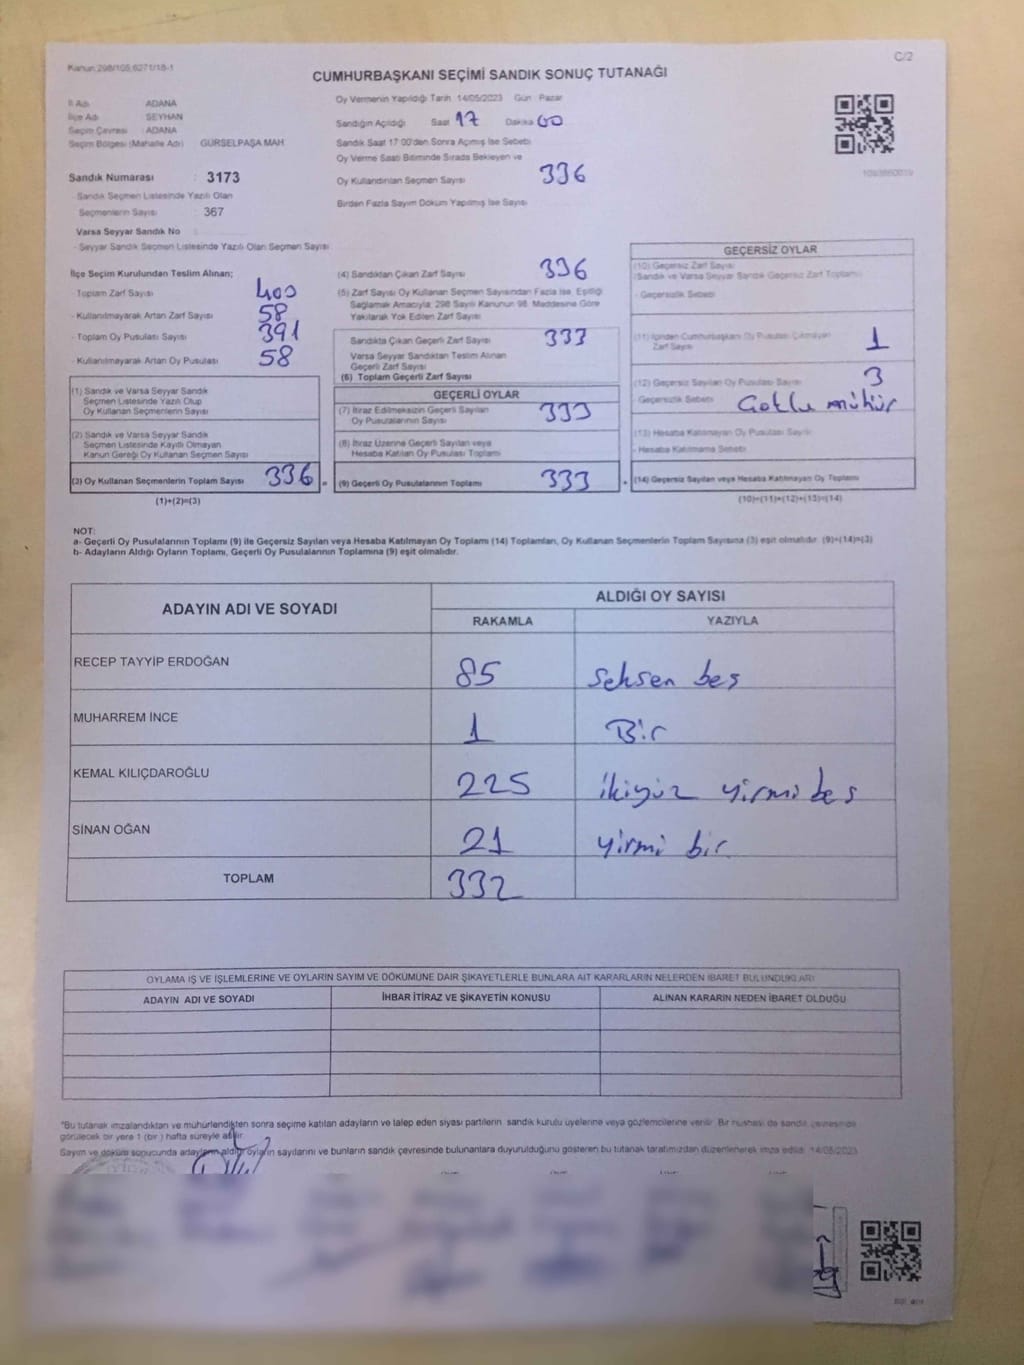 Kanun:298/105,6271/18-1
C/2
CUMHURBAŞKANI SEÇİMİ SANDIK SONUÇ TUTANAĞI
İl Adı ADANA
İlçe Adı SEYHAN
Seçim Çevresi : ADANA
Seçim Bölgesi (Mahalle Adı) GÜRSELPAŞA MAH
Sandık Numarası : 3173
- Sandık Seçmen Listesinde Yazılı Olan
Seçmenlerin Sayısı : 367
Varsa Seyyar Sandık No
- Seyyar Sandık Seçmen Listesinde Yazılı Olan Seçmen Sayısı
Oy Vermenin Yapıldığı Tarih 14/05/2023 Gün Pazar
Sandığın Açıldığı Saat 17 Dakika 00
Sandık Saat 17:00'den Sonra Açılmış İse Sebebi
Oy Verme Saati Bitiminde Sırada Bekleyen ve
Oy Kullandırılan Seçmen Sayısı 336
Birden Fazla Sayım Döküm Yapılmış İse Sayısı
İlçe Seçim Kurulundan Teslim Alınan;
- Toplam Zarf Sayısı 400
- Kullanılmayarak Artan Zarf Sayısı 58
- Toplam Oy Pusulası Sayısı 391
- Kullanılmayarak Artan Oy Pusulası 58
(1) Sandık ve Varsa Seyyar Sandık
Seçmen Listesinde Yazılı Olup
Oy Kullanan Seçmenlerin Sayısı
(2) Sandık ve Varsa Seyyar Sandık
Seçmen Listesinde Kayıtlı Olmayan
Kanun Gereği Oy Kullanan Seçmen Sayısı
(3) Oy Kullanan Seçmenlerin Toplam Sayısı 336 =
(1)+(2)=(3)
(4) Sandıktan Çıkan Zarf Sayısı 336
(5) Zarf Sayısı Oy Kullanan Seçmen Sayısından Fazla İse, Eşitliği
Sağlamak Amacıyla; 298 Sayılı Kanunun 98. Maddesine Göre
Yakılarak Yok Edilen Zarf Sayısı
Sandıkta Çıkan Geçerli Zarf Sayısı 333
Varsa Seyyar Sandıktan Teslim Alınan
Geçerli Zarf Sayısı
(6) Toplam Geçerli Zarf Sayısı
GEÇERLİ OYLAR
(7) İtiraz Edilmeksizin Geçerli Sayılan
Oy Pusulalarının Sayısı 333
(8) İtiraz Üzerine Geçerli Sayılan veya
Hesaba Katılan Oy Pusulası Toplamı
(9) Geçerli Oy Pusulalarının Toplamı 333 +
GEÇERSİZ OYLAR
(10) Geçersiz Zarf Sayısı
(Sandık ve Varsa Seyyar Sandık Geçersiz Zarf Toplamı)
- Geçersizlik Sebebi
(11) İçinden Cumhurbaşkanı Oy Pusulası Çıkmayan
Zarf Sayısı 1
(12) Geçersiz Sayılan Oy Pusulası Sayısı 3
- Geçersizlik Sebebi mühür
(13) Hesaba Katılmayan Oy Pusulası Sayısı
- Hesaba Katılmama Sebebi
(14) Geçersiz Sayılan veya Hesaba Katılmayan Oy Toplamı
(10)+(11)+(12)+(13)=(14)
NOT:
a- Geçerli Oy Pusulalarının Toplamı (9) ile Geçersiz Sayılan veya Hesaba Katılmayan Oy Toplamı (14) Toplamları, Oy Kullanan Seçmenlerin Toplam Sayısına (3) eşit olmalıdır. (9)+(14)=(3)
b- Adayların Aldığı Oyların Toplamı, Geçerli Oy Pusulalarının Toplamına (9) eşit olmalıdır.
ADAYIN ADI VE SOYADI ALDIĞI OY SAYISI
RAKAMLA YAZIYLA
RECEP TAYYİP ERDOĞAN 85 Seksen beş
MUHARREM İNCE 1 Bir
KEMAL KILIÇDAROĞLU 225 ikiyüz yirmi beş
SİNAN OĞAN 21 yirmi bir
TOPLAM 332
OYLAMA İŞ VE İŞLEMLERİNE VE OYLARIN SAYIM VE DÖKÜMÜNE DAİR ŞİKAYETLERLE BUNLARA AİT KARARLARIN NELERDEN İBARET BULUNDUKLARI
ADAYIN ADI VE SOYADI İHBAR İTİRAZ VE ŞİKAYETİN KONUSU ALINAN KARARIN NEDEN İBARET OLDUĞU
*Bu tutanak imzalandıktan ve mühürlendikten sonra seçime katılan adayların ve talep eden siyasi partilerin sandık kurulu üyelerine veya gözlemcilerine verilir. Bir nüshası da sandık çevresinde
görülecek bir yere 1 (bir) hafta süreyle asılır.
Sayım ve döküm sonucunda adayların aldığı oyların sayılarını ve bunların sandık çevresinde bulunanlara duyurulduğunu gösteren bu tutanak tarafımızdan düzenlenerek imza edildi. 14/05/2023